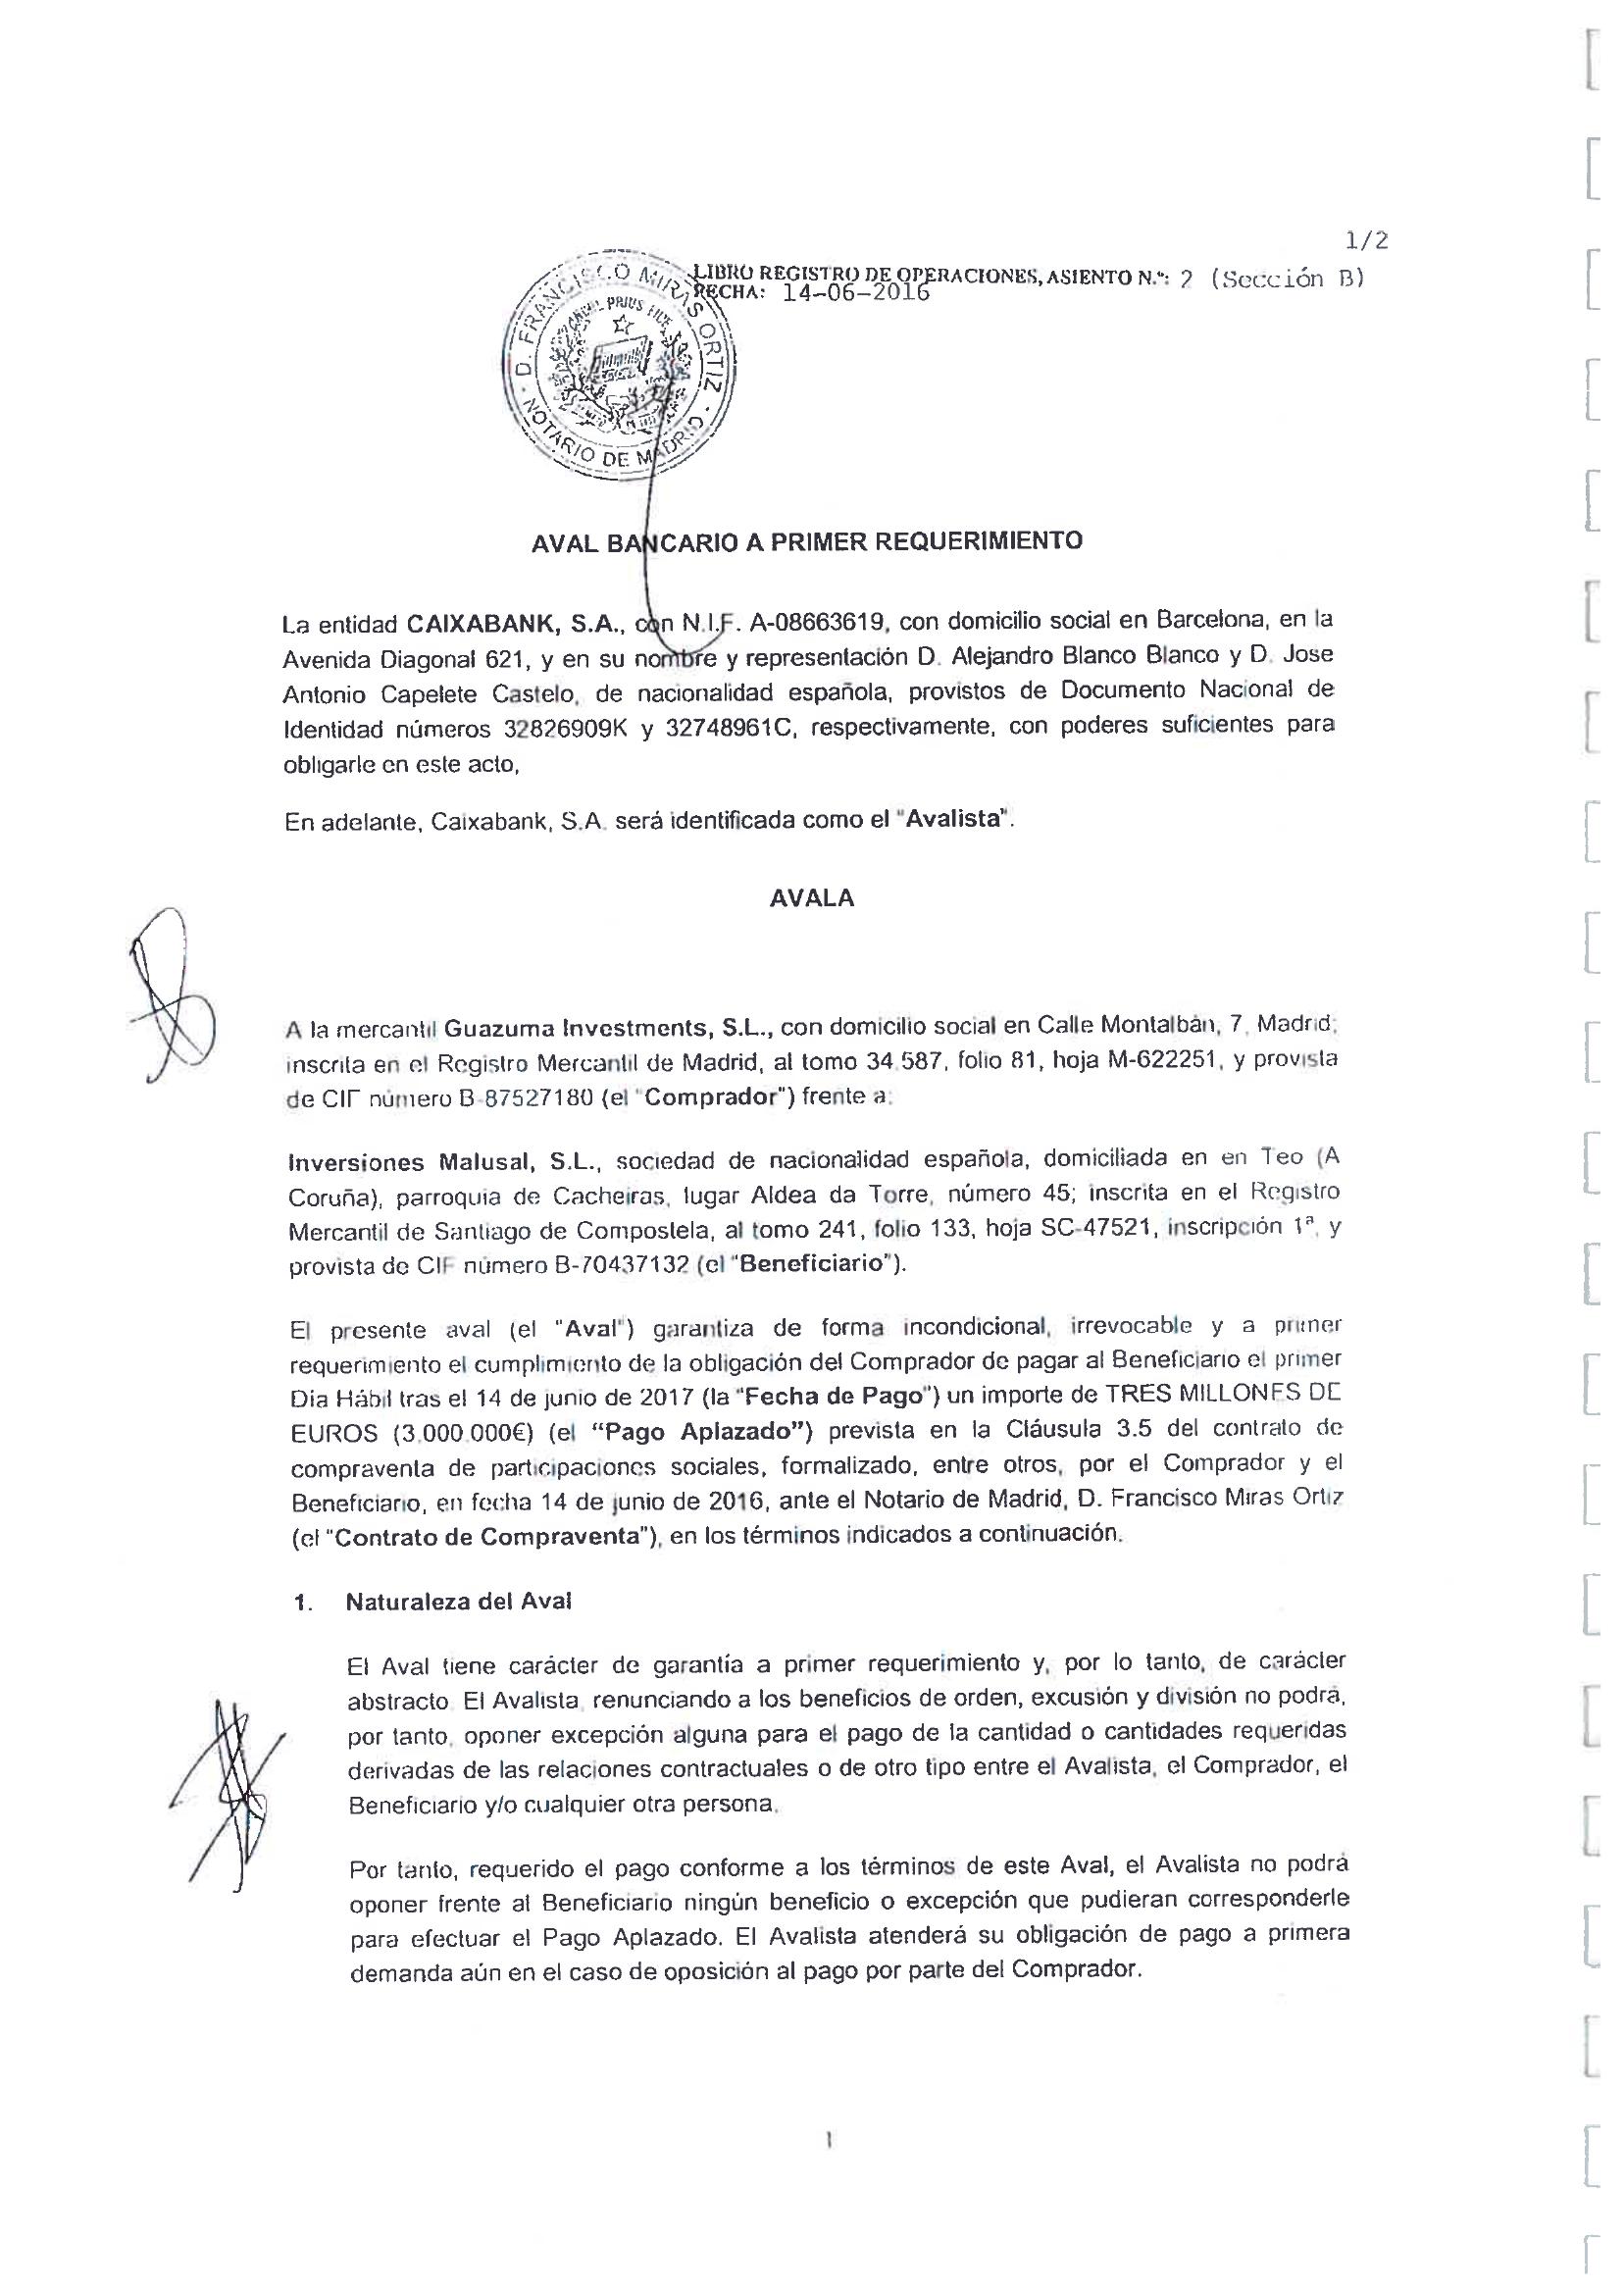 1/2
LIBRO REGISTRO DE OPERACIONES, ASIENTO N.º: 2 (Sección B)
FECHA: 14-06-2016
D. FRANCISCO MIRAS ORTIZ
PRIUS FIDE
NOTARIO DE MADRID
AVAL BANCARIO A PRIMER REQUERIMIENTO
La entidad CAIXABANK, S.A., con N.I.F. A-08663619, con domicilio social en Barcelona, en la
Avenida Diagonal 621, y en su nombre y representación D. Alejandro Blanco Blanco y D. Jose
Antonio Capelete Castelo, de nacionalidad española, provistos de Documento Nacional de
Identidad números 32826909K y 32748961C, respectivamente, con poderes suficientes para
obligarle en este acto,
En adelante, Caixabank, S.A. será identificada como el "Avalista".
AVALA
A la mercantil Guazuma Investments, S.L., con domicilio social en Calle Montalbán, 7, Madrid;
inscrita en el Registro Mercantil de Madrid, al tomo 34.587, folio 81, hoja M-622251, y provista
de CIF número B-87527180 (el "Comprador") frente a:
Inversiones Malusal, S.L., sociedad de nacionalidad española, domiciliada en en Teo (A
Coruña), parroquia de Cacheiras, lugar Aldea da Torre, número 45; inscrita en el Registro
Mercantil de Santiago de Compostela, al tomo 241, folio 133, hoja SC-47521, inscripción 1ª, y
provista de CIF número B-70437132 (el "Beneficiario").
El presente aval (el "Aval") garantiza de forma incondicional, irrevocable y a primer
requerimiento el cumplimiento de la obligación del Comprador de pagar al Beneficiario el primer
Día Hábil tras el 14 de junio de 2017 (la "Fecha de Pago") un importe de TRES MILLONES DE
EUROS (3.000.000€) (el "Pago Aplazado") prevista en la Cláusula 3.5 del contrato de
compraventa de participaciones sociales, formalizado, entre otros, por el Comprador y el
Beneficiario, en fecha 14 de junio de 2016, ante el Notario de Madrid, D. Francisco Miras Ortiz
(el "Contrato de Compraventa"), en los términos indicados a continuación.
1. Naturaleza del Aval
El Aval tiene carácter de garantía a primer requerimiento y, por lo tanto, de carácter
abstracto. El Avalista, renunciando a los beneficios de orden, excusión y división no podrá,
por tanto, oponer excepción alguna para el pago de la cantidad o cantidades requeridas
derivadas de las relaciones contractuales o de otro tipo entre el Avalista, el Comprador, el
Beneficiario y/o cualquier otra persona.
Por tanto, requerido el pago conforme a los términos de este Aval, el Avalista no podrá
oponer frente al Beneficiario ningún beneficio o excepción que pudieran corresponderle
para efectuar el Pago Aplazado. El Avalista atenderá su obligación de pago a primera
demanda aún en el caso de oposición al pago por parte del Comprador.
1